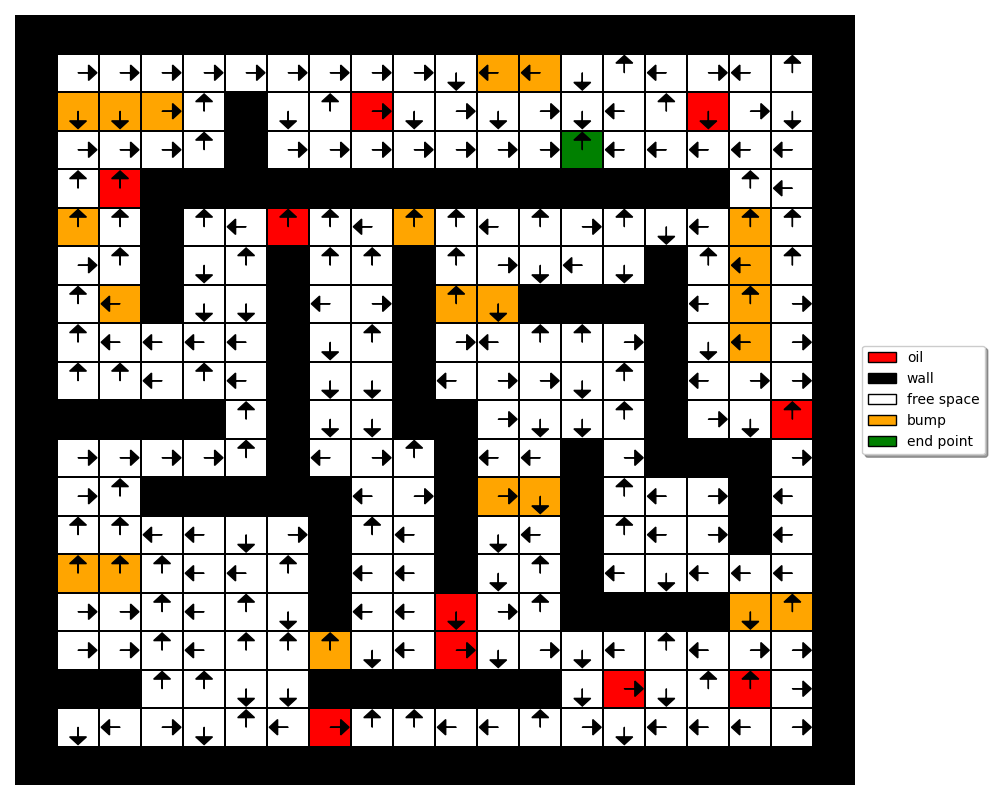 oil
wall
free space
bump
end point